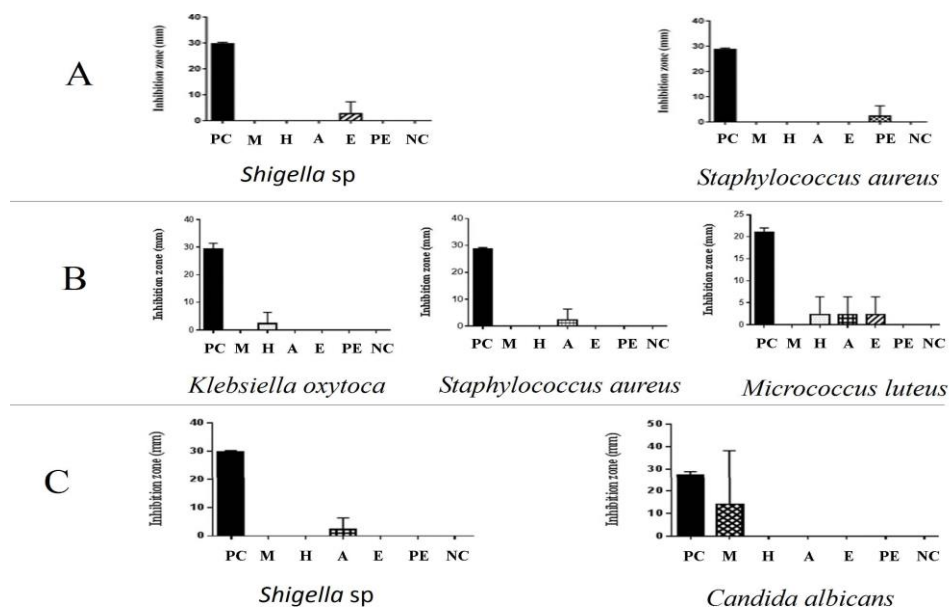 A
Inhibition zone (mm)
40
30
20
10
0
PC M H A E PE NC
Shigella sp
Inhibition zone (mm)
40
30
20
10
0
PC M H A E PE NC
Staphylococcus aureus
B
Inhibition zone (mm)
40
30
20
10
0
PC M H A E PE NC
Klebsiella oxytoca
Inhibition zone (mm)
40
30
20
10
0
PC M H A E PE NC
Staphylococcus aureus
Inhibition zone (mm)
25
20
15
10
5
0
PC M H A E PE NC
Micrococcus luteus
C
Inhibition zone (mm)
40
30
20
10
0
PC M H A E PE NC
Shigella sp
Inhibition zone (mm)
50
40
30
20
10
0
PC M H A E PE NC
Candida albicans